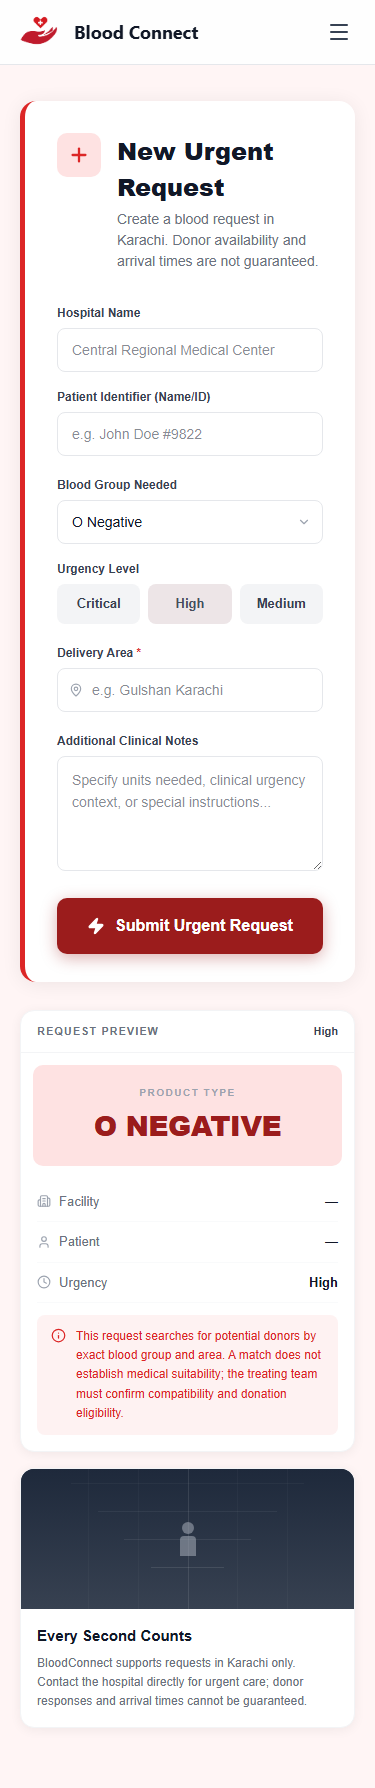 Blood Connect
New Urgent
Request
Create a blood request in
Karachi. Donor availability and
arrival times are not guaranteed.
Hospital Name
Central Regional Medical Center
Patient Identifier (Name/ID)
e.g. John Doe #9822
Blood Group Needed
O Negative
Urgency Level
Critical High Medium
Delivery Area *
e.g. Gulshan Karachi
Additional Clinical Notes
Specify units needed, clinical urgency
context, or special instructions...
Submit Urgent Request
REQUEST PREVIEW High
PRODUCT TYPE
O NEGATIVE
Facility —
Patient —
Urgency High
This request searches for potential donors by
exact blood group and area. A match does not
establish medical suitability; the treating team
must confirm compatibility and donation
eligibility.
Every Second Counts
BloodConnect supports requests in Karachi only.
Contact the hospital directly for urgent care; donor
responses and arrival times cannot be guaranteed.